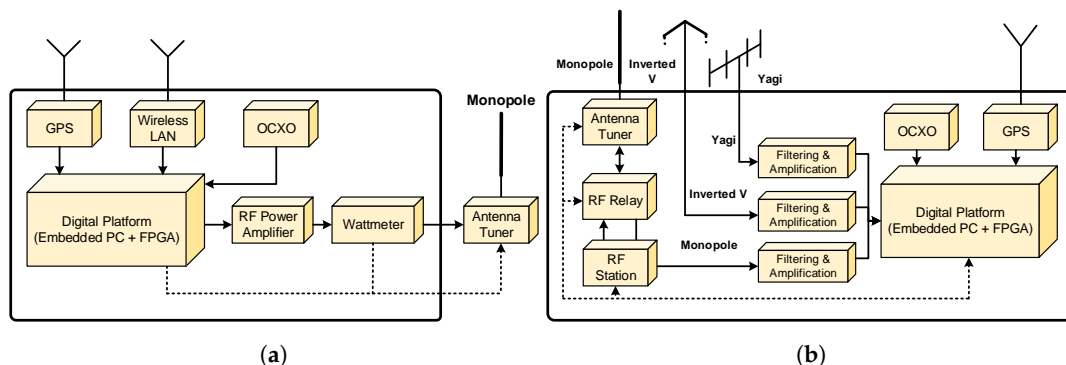 GPS
Wireless
LAN
OCXO
Monopole
Digital Platform
(Embedded PC + FPGA)
RF Power
Amplifier
Wattmeter
Antenna
Tuner
(a)
Monopole
Inverted
V
Yagi
Antenna
Tuner
Yagi
Filtering &
Amplification
OCXO
GPS
RF Relay
Inverted V
Filtering &
Amplification
Digital Platform
(Embedded PC + FPGA)
Monopole
RF
Station
Filtering &
Amplification
(b)